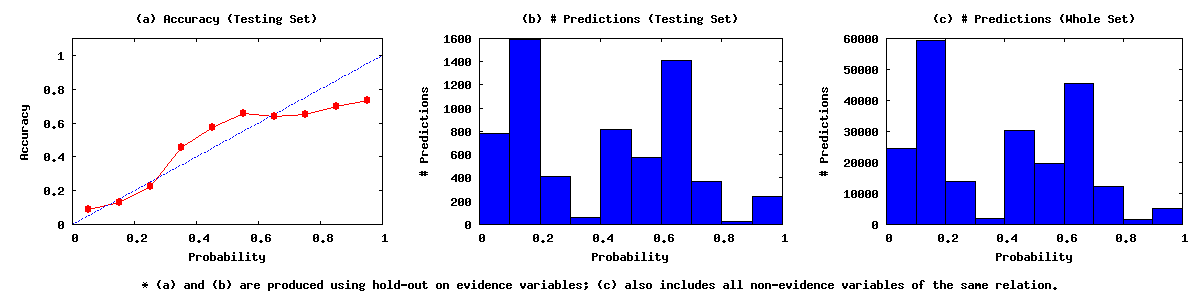 (a) Accuracy (Testing Set)
(b) # Predictions (Testing Set)
(c) # Predictions (Whole Set)
Accuracy
1
0.8
0.6
0.4
0.2
0
0 0.2 0.4 0.6 0.8 1
Probability
# Predictions
1600
1400
1200
1000
800
600
400
200
0
0 0.2 0.4 0.6 0.8 1
Probability
# Predictions
60000
50000
40000
30000
20000
10000
0
0 0.2 0.4 0.6 0.8 1
Probability
* (a) and (b) are produced using hold-out on evidence variables; (c) also includes all non-evidence variables of the same relation.